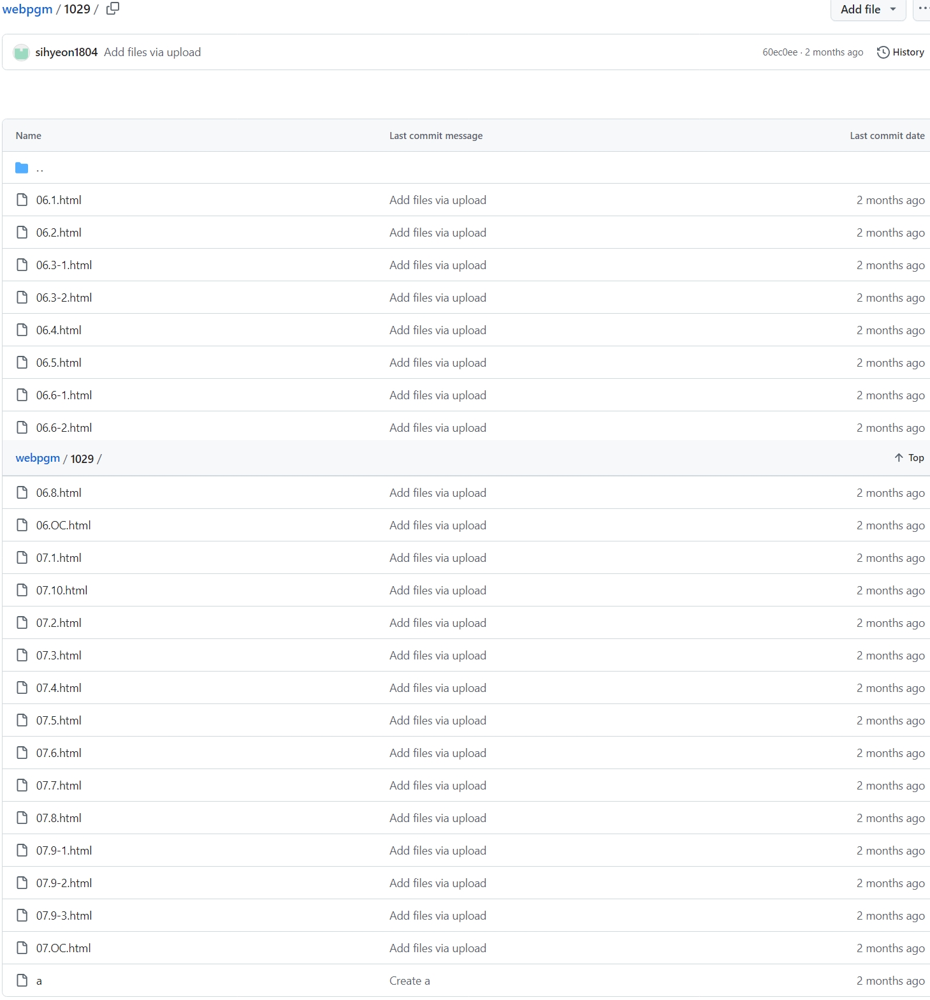 webpgm / 1029 /
Add file
sihyeon1804 Add files via upload 60ec0ee · 2 months ago History
Name Last commit message Last commit date
..
06.1.html Add files via upload 2 months ago
06.2.html Add files via upload 2 months ago
06.3-1.html Add files via upload 2 months ago
06.3-2.html Add files via upload 2 months ago
06.4.html Add files via upload 2 months ago
06.5.html Add files via upload 2 months ago
06.6-1.html Add files via upload 2 months ago
06.6-2.html Add files via upload 2 months ago
webpgm / 1029 / Top
06.8.html Add files via upload 2 months ago
06.OC.html Add files via upload 2 months ago
07.1.html Add files via upload 2 months ago
07.10.html Add files via upload 2 months ago
07.2.html Add files via upload 2 months ago
07.3.html Add files via upload 2 months ago
07.4.html Add files via upload 2 months ago
07.5.html Add files via upload 2 months ago
07.6.html Add files via upload 2 months ago
07.7.html Add files via upload 2 months ago
07.8.html Add files via upload 2 months ago
07.9-1.html Add files via upload 2 months ago
07.9-2.html Add files via upload 2 months ago
07.9-3.html Add files via upload 2 months ago
07.OC.html Add files via upload 2 months ago
a Create a 2 months ago